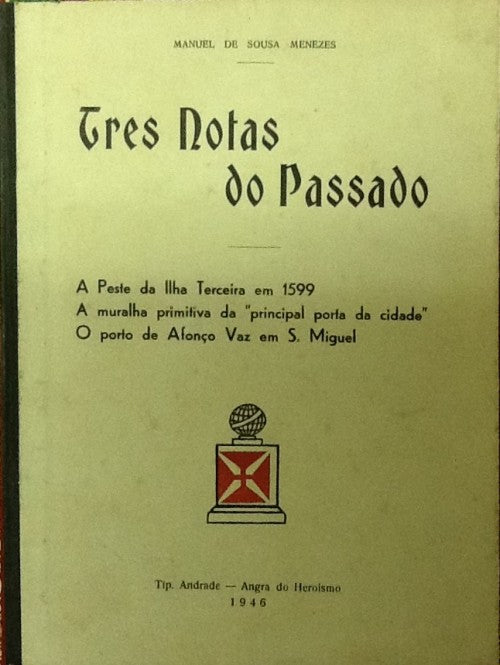 MANUEL DE SOUSA MENEZES
Tres Notas
do Passado
A Peste da Ilha Terceira em 1599
A muralha primitiva da "principal porta da cidade"
O porto de Afonço Vaz em S. Miguel
Tip. Andrade — Angra do Heroismo
1946